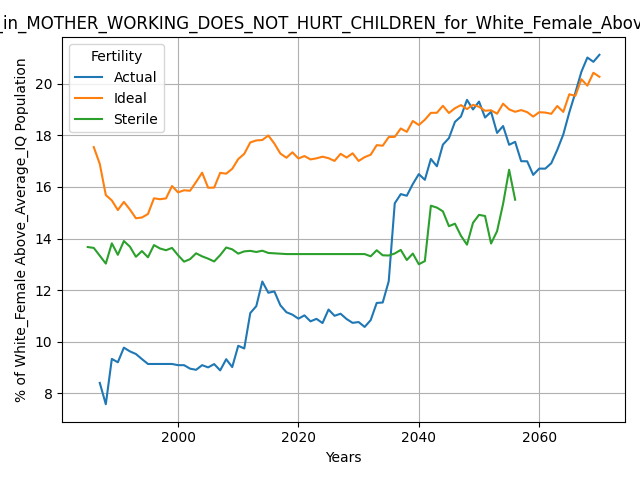 _in_MOTHER_WORKING_DOES_NOT_HURT_CHILDREN_for_White_Female_Above
Fertility
Actual
Ideal
Sterile
% of White_Female Above_Average_IQ Population
20
18
16
14
12
10
8
2000
2020
2040
2060
Years